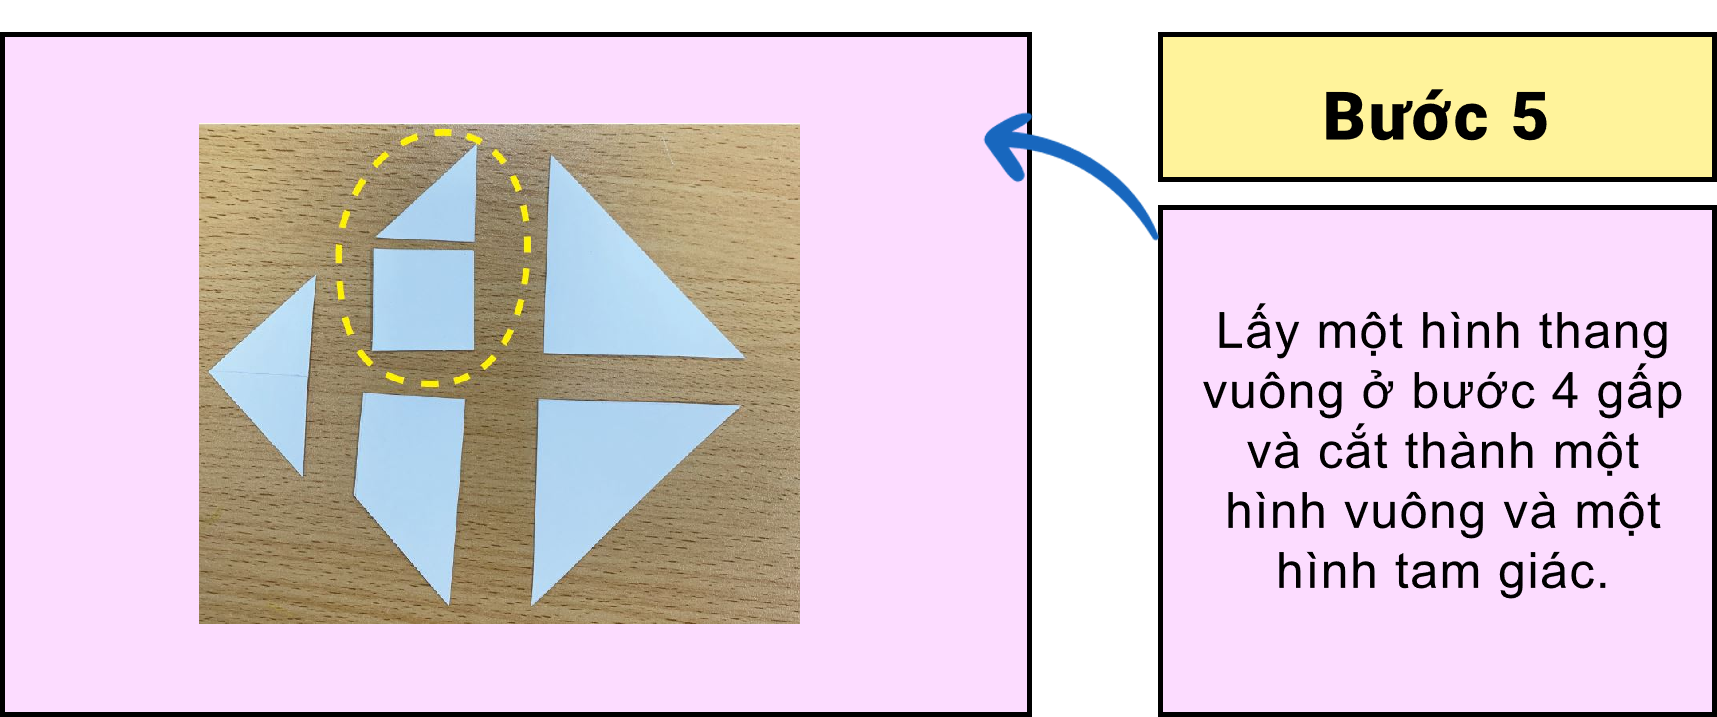 Bước 5
Lấy một hình thang
vuông ở bước 4 gấp
và cắt thành một
hình vuông và một
hình tam giác.